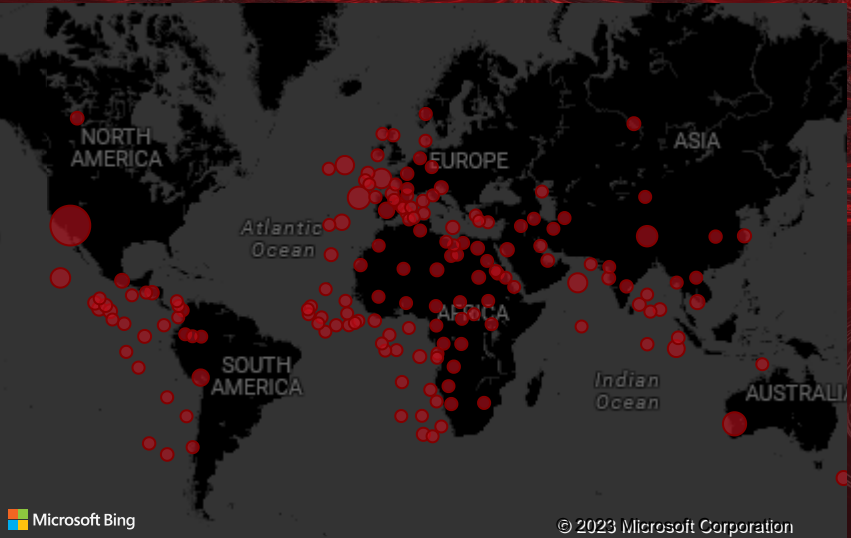 NORTH
AMERICA
EUROPE
ASIA
Atlantic
Ocean
AFRICA
SOUTH
AMERICA
Indian
Ocean
AUSTRALIA
Microsoft Bing
© 2023 Microsoft Corporation